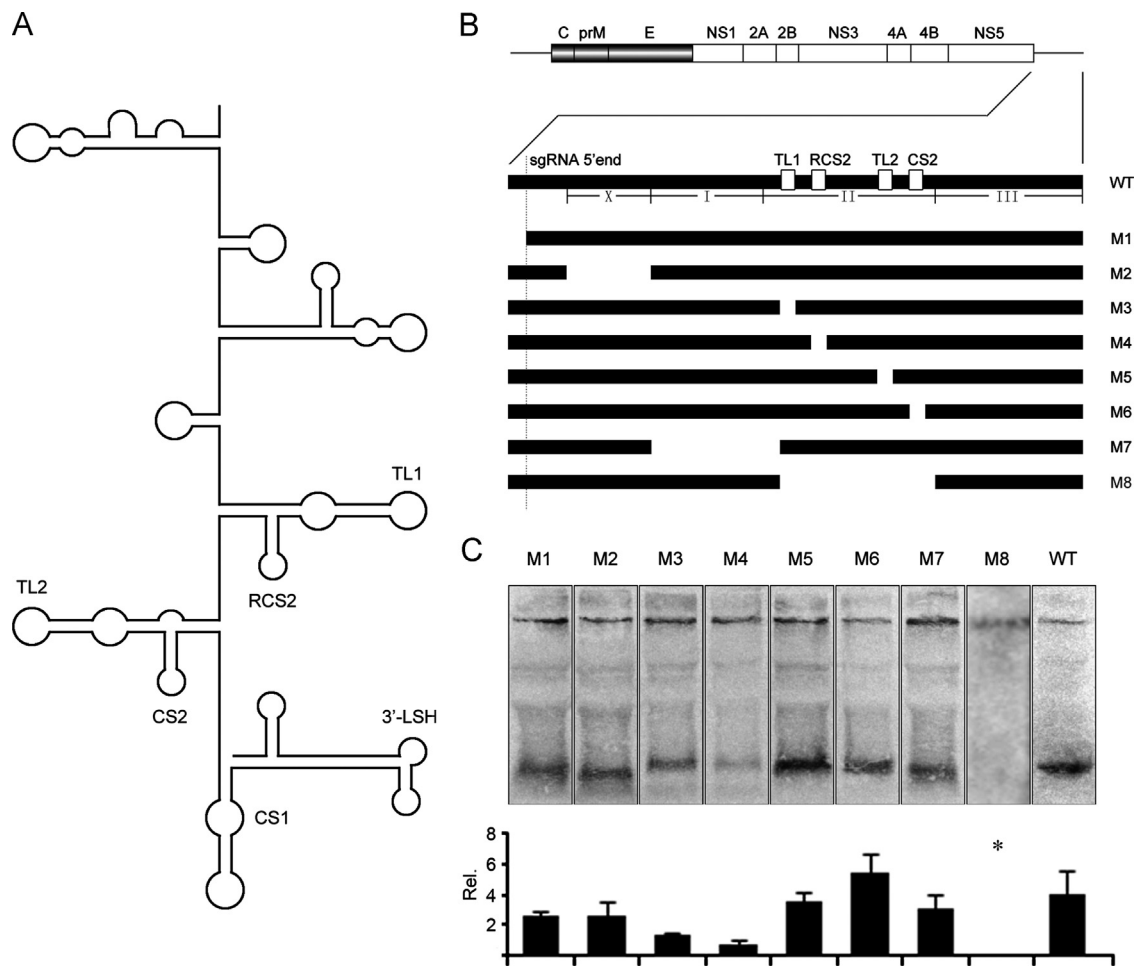 A
TL1
RCS2
TL2
CS2
3'-LSH
CS1
B
C prM E NS1 2A 2B NS3 4A 4B NS5
sgRNA 5'end
TL1 RCS2 TL2 CS2
WT
X I II III
M1
M2
M3
M4
M5
M6
M7
M8
C
M1 M2 M3 M4 M5 M6 M7 M8 WT
8
6
4
2
Rel.
*